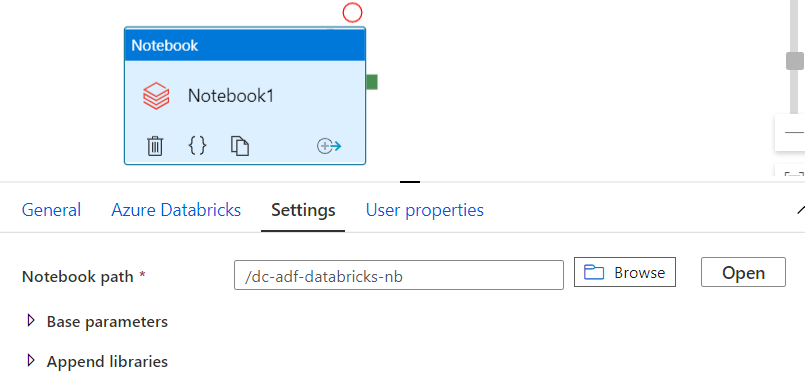 Notebook
Notebook1
{}
General Azure Databricks Settings User properties
Notebook path * /dc-adf-databricks-nb Browse Open
Base parameters
Append libraries